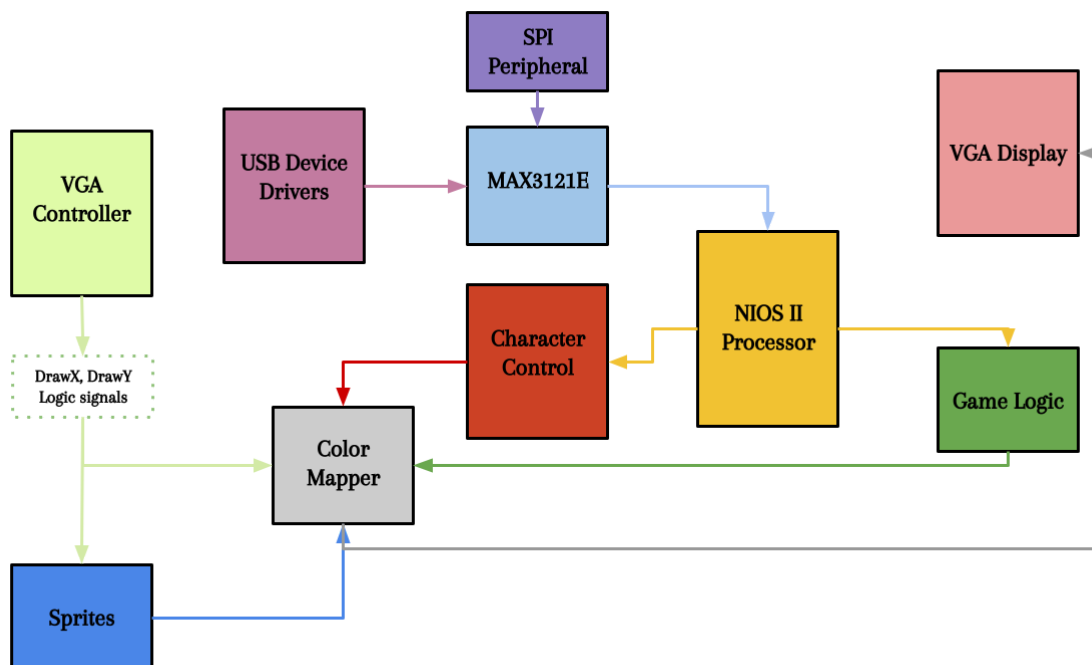 SPI
Peripheral
USB Device
Drivers
MAX3121E
VGA Display
VGA
Controller
NIOS II
Processor
Character
Control
DrawX, DrawY
Logic signals
Game Logic
Color
Mapper
Sprites